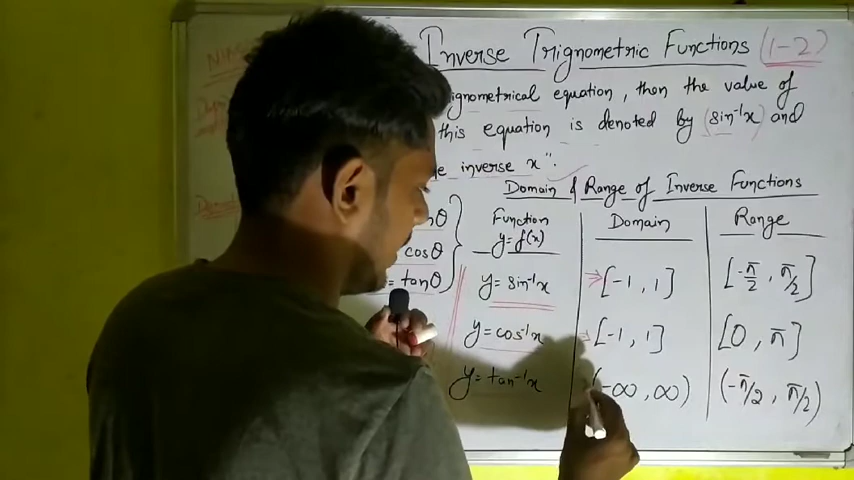 Inverse Trignometric Functions (1-2)
ignometrical equation, then the value of
this equation is denoted by (sin⁻¹x) and
inverse x".
Domain & Range of Inverse Functions
Function Domain Range
y=f(x)
cosθ
= tanθ
y = sin⁻¹x [-1, 1] [-π/2, π/2]
y = cos⁻¹x [-1, 1] [0, π]
y = tan⁻¹x (-∞, ∞) (-π/2, π/2)